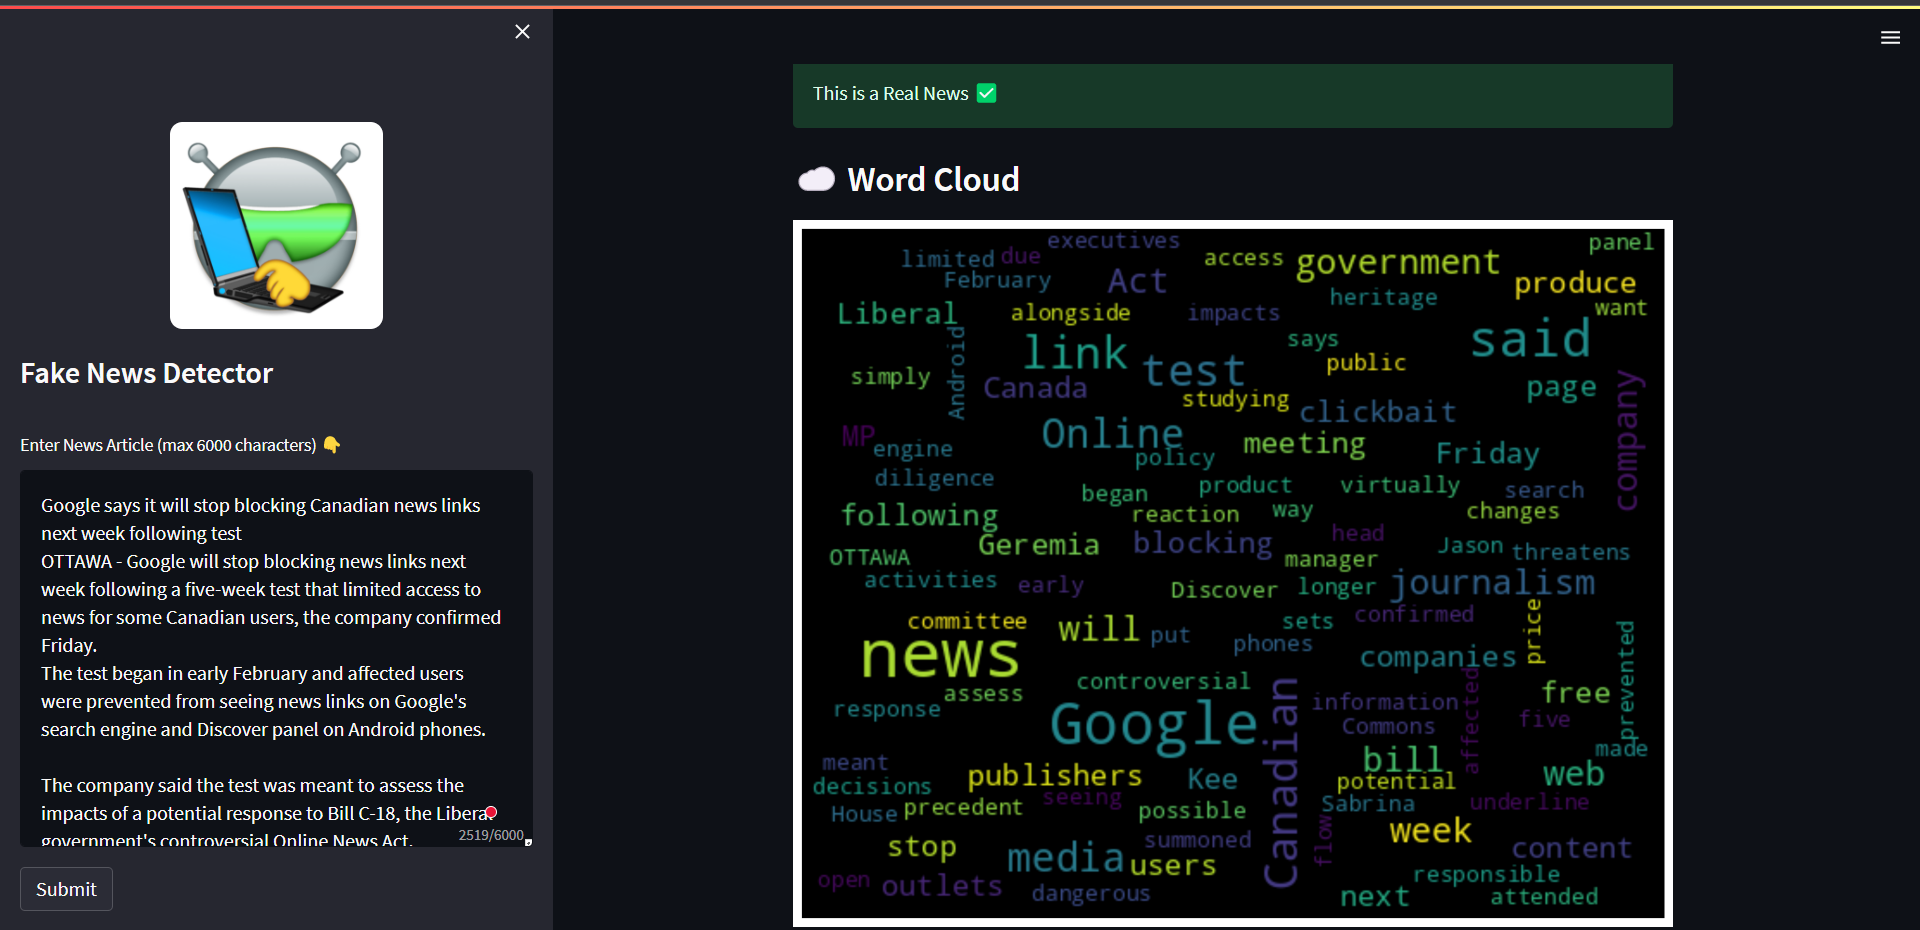 Fake News Detector
Enter News Article (max 6000 characters)
Google says it will stop blocking Canadian news links
next week following test
OTTAWA - Google will stop blocking news links next
week following a five-week test that limited access to
news for some Canadian users, the company confirmed
Friday.
The test began in early February and affected users
were prevented from seeing news links on Google's
search engine and Discover panel on Android phones.
The company said the test was meant to assess the
impacts of a potential response to Bill C-18, the Liberal
government's controversial Online News Act.
2519/6000
Submit
This is a Real News
Word Cloud
executives
limited due
access
government
panel
February
Act
produce
heritage
want
Liberal
alongside
impacts
said
Android
link
test
says
public
simply
Canada
studying
clickbait
page
company
MP
engine
Online
policy
meeting
Friday
diligence
began
product
virtually
search
following
reaction
way
changes
OTTAWA
Geremia
blocking
head
manager
Jason
threatens
activities
early
Discover
longer
journalism
committee
will
put
sets
confirmed
price
phones
prevented
news
assess
controversial
companies
response
Google
Canadian
information
affected
free
Commons
five
made
meant
decisions
publishers
Kee
bill
potential
web
House
precedent
seeing
possible
Sabrina
underline
stop
summoned
flow
week
content
media
users
open
outlets
dangerous
next
responsible
attended